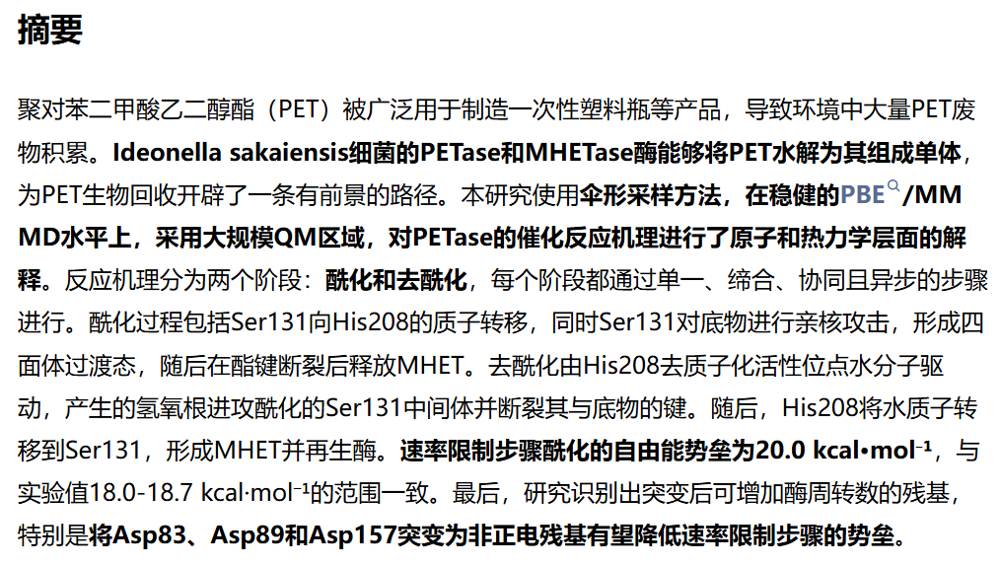 摘要
聚对苯二甲酸乙二醇酯（PET）被广泛用于制造一次性塑料瓶等产品，导致环境中大量PET废
物积累。Ideonella sakaiensis细菌的PETase和MHETase酶能够将PET水解为其组成单体，
为PET生物回收开辟了一条有前景的路径。本研究使用伞形采样方法，在稳健的PBE/MM
MD水平上，采用大规模QM区域，对PETase的催化反应机理进行了原子和热力学层面的解
释。反应机理分为两个阶段：酰化和去酰化，每个阶段都通过单一、缔合、协同且异步的步骤
进行。酰化过程包括Ser131向His208的质子转移，同时Ser131对底物进行亲核攻击，形成四
面体过渡态，随后在酯键断裂后释放MHET。去酰化由His208去质子化活性位点水分子驱
动，产生的氢氧根进攻酰化的Ser131中间体并断裂其与底物的键。随后，His208将水质子转
移到Ser131，形成MHET并再生酶。速率限制步骤酰化的自由能势垒为20.0 kcal•mol⁻¹，与
实验值18.0-18.7 kcal·mol⁻¹的范围一致。最后，研究识别出突变后可增加酶周转数的残基，
特别是将Asp83、Asp89和Asp157突变为非正电残基有望降低速率限制步骤的势垒。